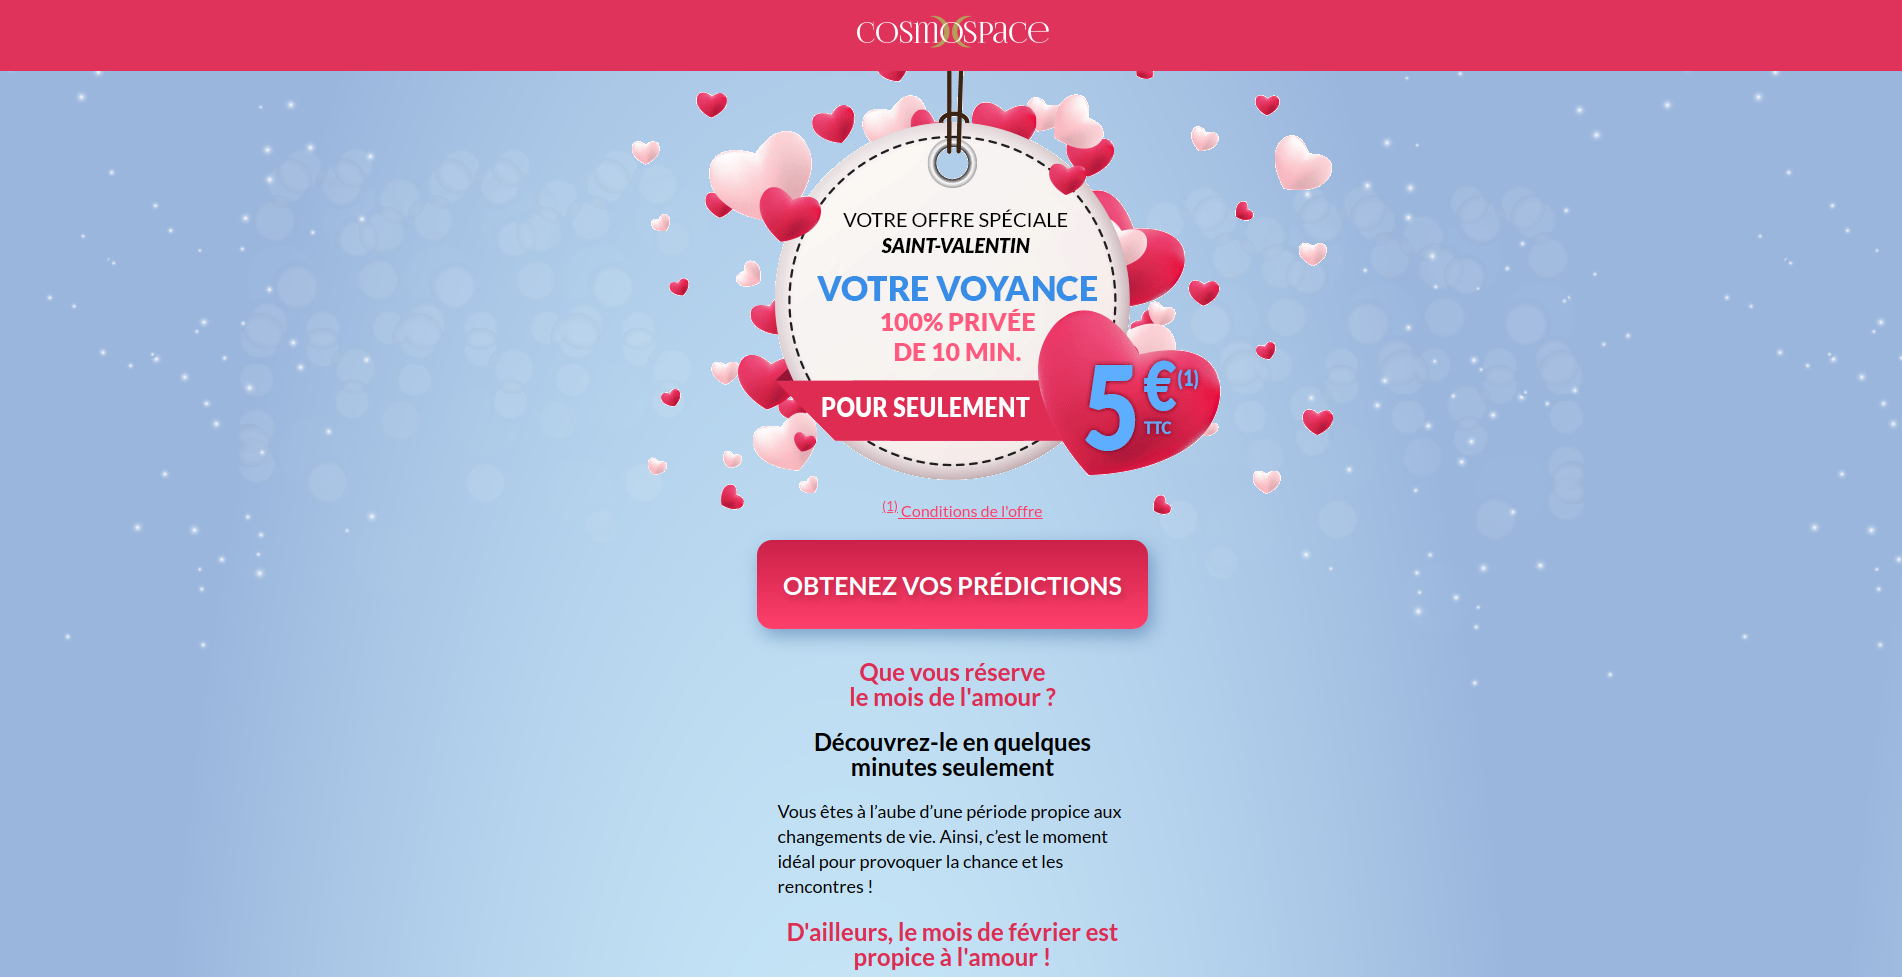 COSMOSPACE
VOTRE OFFRE SPÉCIALE
SAINT-VALENTIN
VOTRE VOYANCE
100% PRIVÉE
DE 10 MIN.
POUR SEULEMENT
5€(1)
TTC
(1) Conditions de l'offre
OBTENEZ VOS PRÉDICTIONS
Que vous réserve
le mois de l'amour ?
Découvrez-le en quelques
minutes seulement
Vous êtes à l’aube d’une période propice aux
changements de vie. Ainsi, c’est le moment
idéal pour provoquer la chance et les
rencontres !
D'ailleurs, le mois de février est
propice à l'amour !